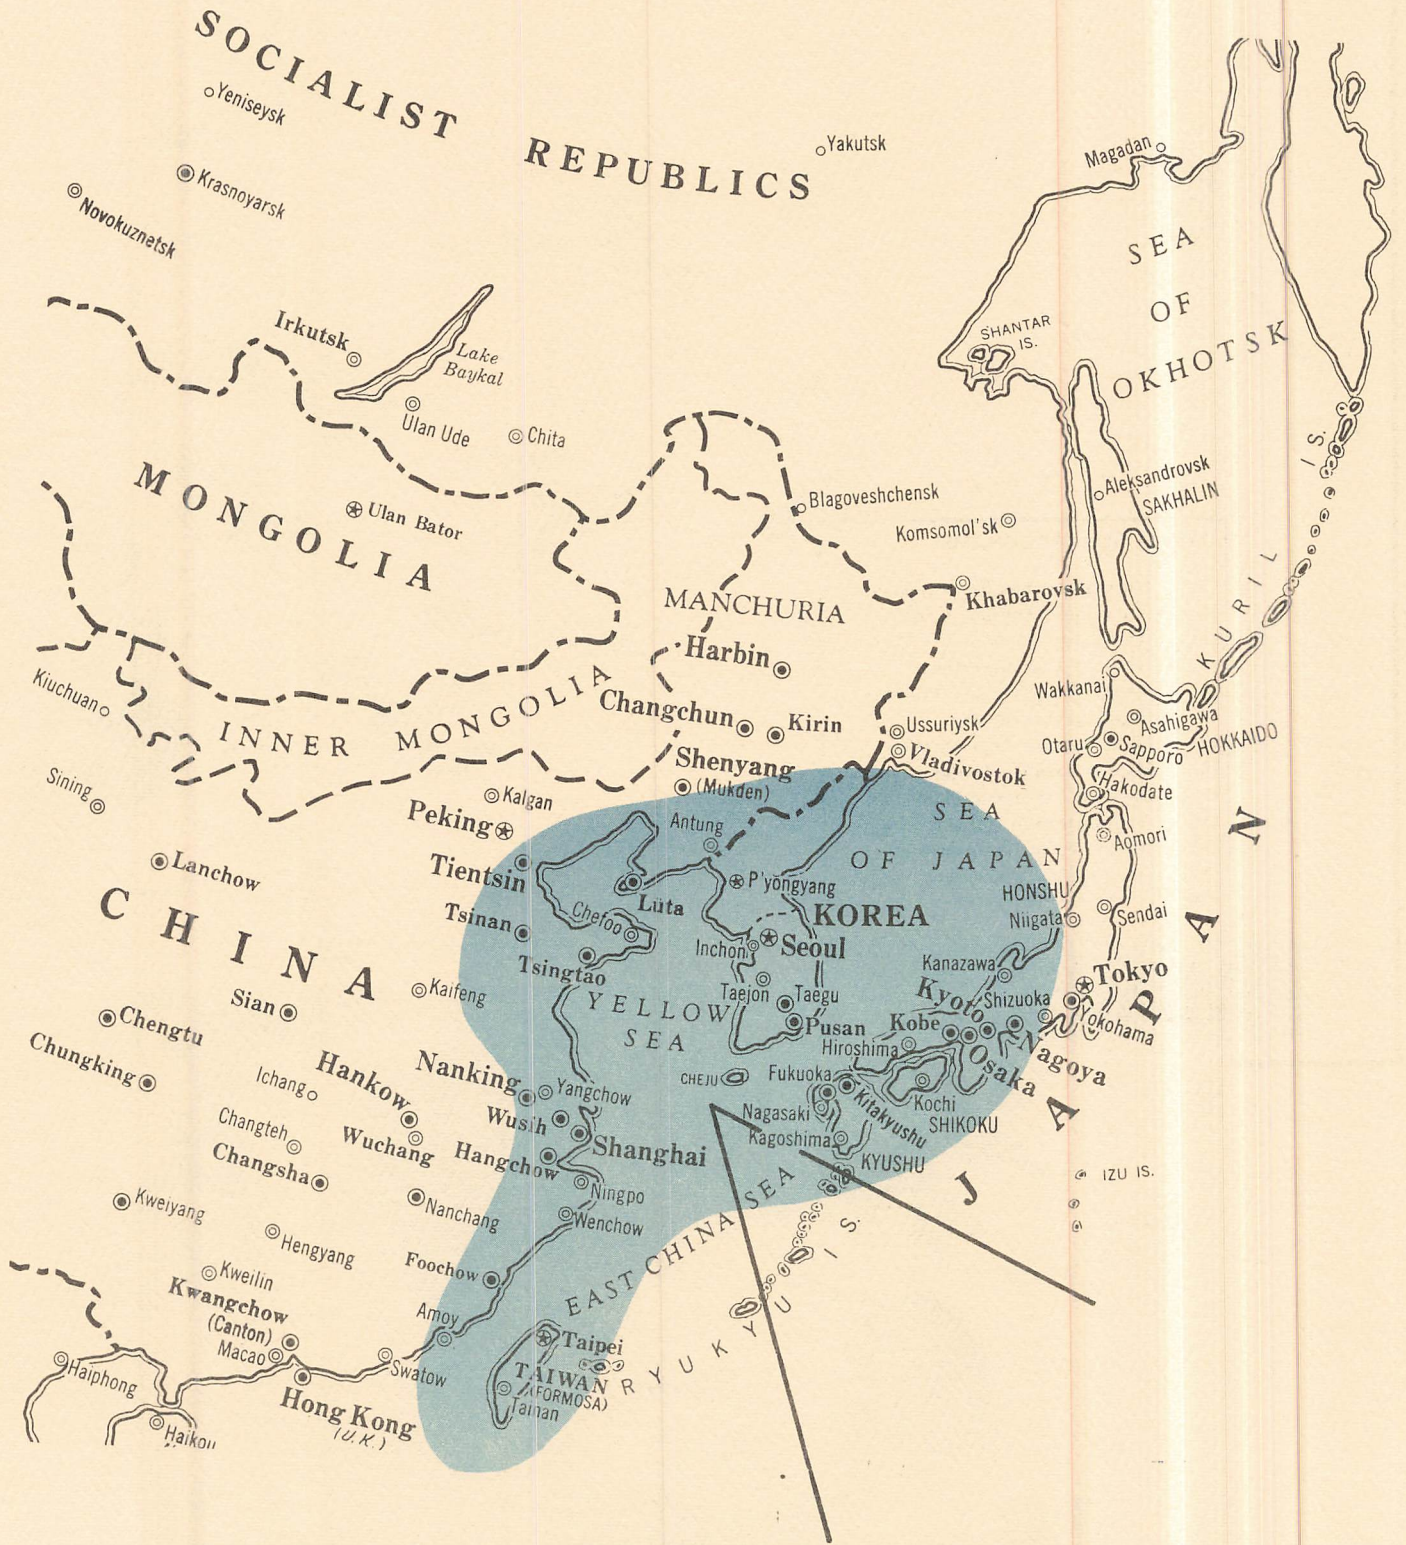 SOCIALIST REPUBLICS
Yeniseysk
Yakutsk
Magadan
Krasnoyarsk
Novokuznetsk
SEA
OF
OKHOTSK
SHANTAR
IS.
Irkutsk
Lake
Baykal
Ulan Ude
Chita
KURIL IS.
Aleksandrovsk
SAKHALIN
MONGOLIA
Ulan Bator
Blagoveshchensk
Komsomol'sk
Khabarovsk
MANCHURIA
Harbin
Wakkanai
Kiuchuan
INNER MONGOLIA
Changchun
Kirin
Ussuriysk
Vladivostok
Asahigawa
Otaru
Sapporo
HOKKAIDO
Hakodate
Shenyang
(Mukden)
Sining
Kalgan
Peking
Antung
SEA
OF JAPAN
Aomori
JAPAN
Lanchow
Tientsin
Luta
P'yongyang
HONSHU
Niigata
Sendai
CHINA
Tsinan
Chefoo
KOREA
Inchon
Seoul
Tsingtao
Kanazawa
Tokyo
Kaifeng
YELLOW
SEA
Taejon
Taegu
Kyoto
Shizuoka
Yokohama
Sian
Chengtu
Pusan
Kobe
Hiroshima
Osaka
Nagoya
Chungking
Hankow
Nanking
Yangchow
CHEJU
Fukuoka
Kitakyushu
Kochi
SHIKOKU
Ichang
Wusih
Nagasaki
Kagoshima
Changteh
Wuchang
Shanghai
Changsha
Hangchow
KYUSHU
IZU IS.
Ningpo
Kweiyang
Nanchang
Wenchow
Hengyang
EAST CHINA SEA
RYUKYU IS.
Foochow
Kweilin
Kwangchow
(Canton)
Amoy
Macao
Swatow
Taipei
TAIWAN
(FORMOSA)
Tainan
Haiphong
Hong Kong
(U.K.)
Haikou